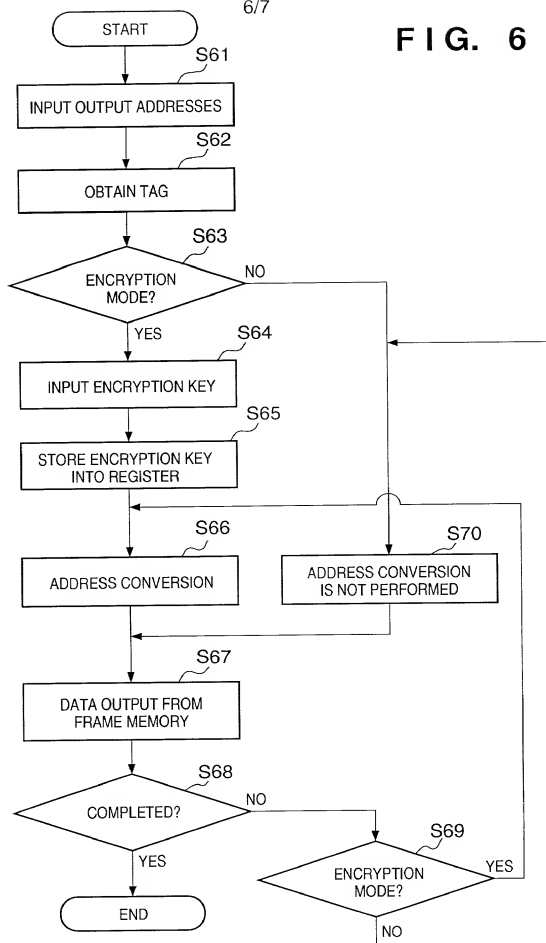 6/7
FIG. 6
START
S61
INPUT OUTPUT ADDRESSES
S62
OBTAIN TAG
S63
ENCRYPTION
MODE?
NO
YES
S64
INPUT ENCRYPTION KEY
S65
STORE ENCRYPTION KEY
INTO REGISTER
S66
ADDRESS CONVERSION
S70
ADDRESS CONVERSION
IS NOT PERFORMED
S67
DATA OUTPUT FROM
FRAME MEMORY
S68
COMPLETED?
NO
YES
S69
ENCRYPTION
MODE?
YES
NO
END